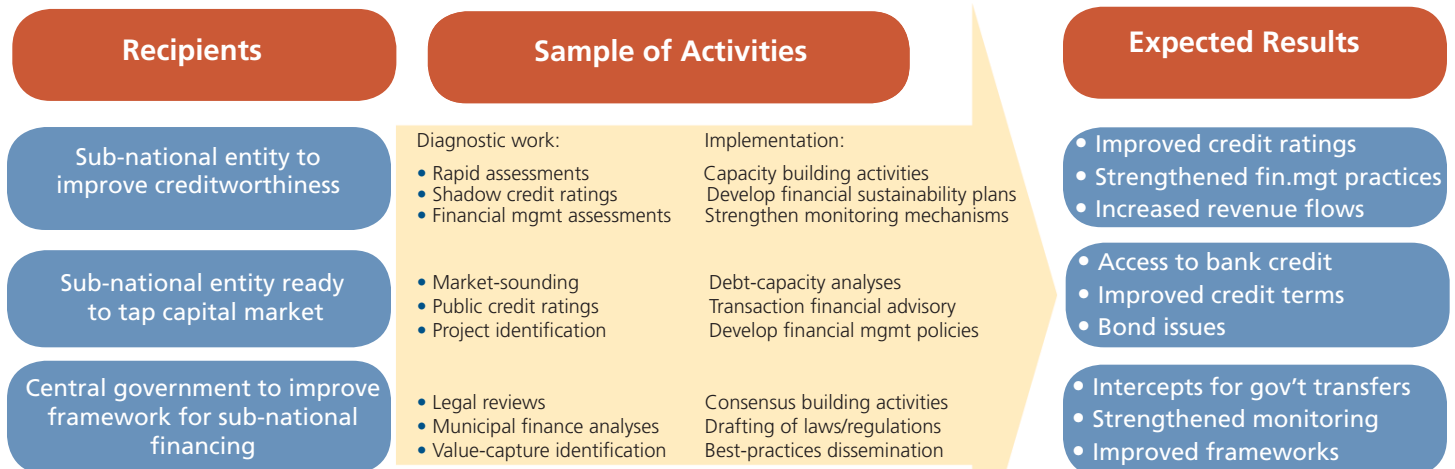 Recipients
Sample of Activities
Expected Results
Sub-national entity to
improve creditworthiness
Diagnostic work:
• Rapid assessments
• Shadow credit ratings
• Financial mgmt assessments
Implementation:
Capacity building activities
Develop financial sustainability plans
Strengthen monitoring mechanisms
• Improved credit ratings
• Strengthened fin.mgt practices
• Increased revenue flows
Sub-national entity ready
to tap capital market
• Market-sounding
• Public credit ratings
• Project identification
Debt-capacity analyses
Transaction financial advisory
Develop financial mgmt policies
• Access to bank credit
• Improved credit terms
• Bond issues
Central government to improve
framework for sub-national
financing
• Legal reviews
• Municipal finance analyses
• Value-capture identification
Consensus building activities
Drafting of laws/regulations
Best-practices dissemination
• Intercepts for gov't transfers
• Strengthened monitoring
• Improved frameworks